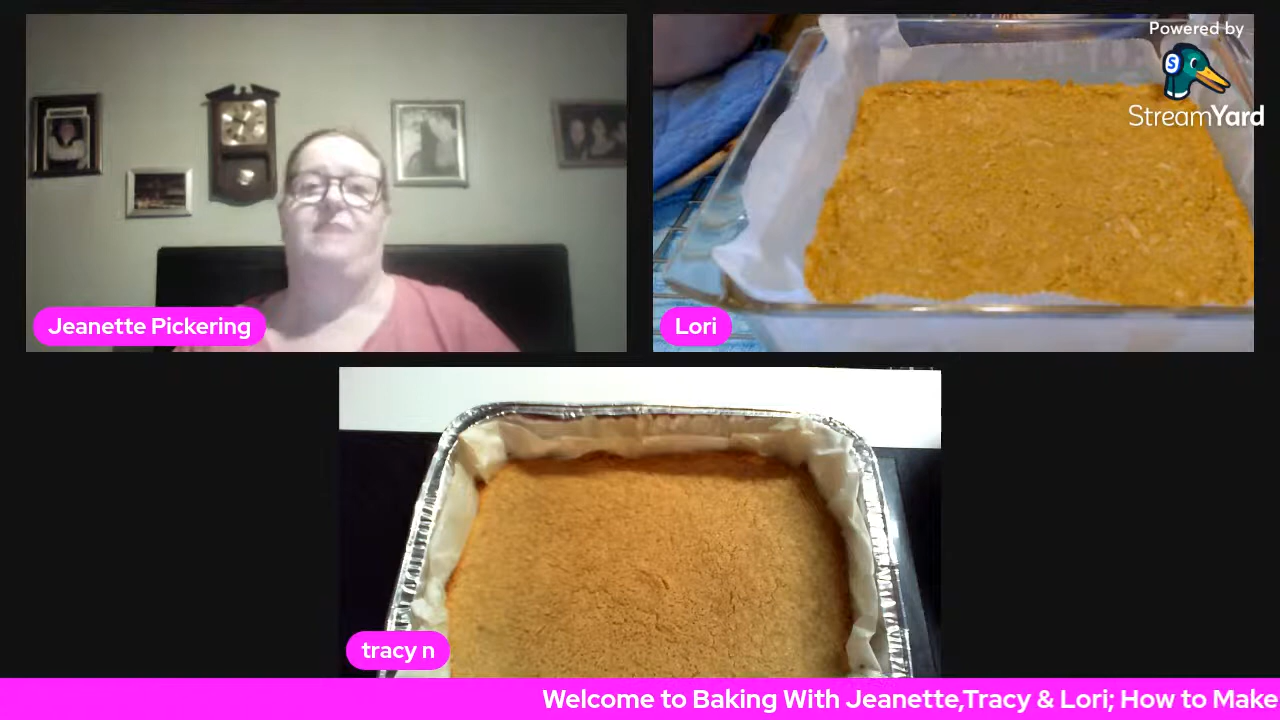 Powered by
S
StreamYard
Jeanette Pickering
Lori
tracy n
Welcome to Baking With Jeanette,Tracy & Lori; How to Make